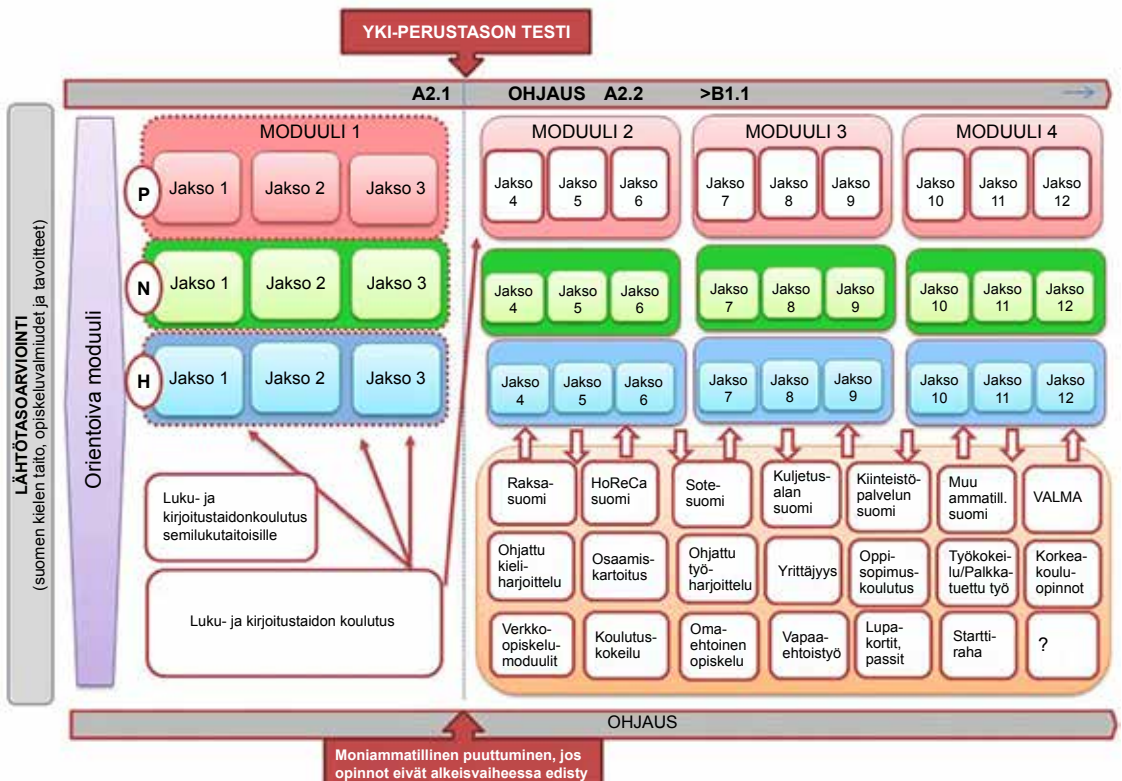 YKI-PERUSTASON TESTI
A2.1 OHJAUS A2.2 >B1.1
LÄHTÖTASOARVIOINTI
(suomen kielen taito, opiskeluvalmiudet ja tavoitteet)
Orientoiva moduuli
MODUULI 1
P
Jakso 1
Jakso 2
Jakso 3
N
Jakso 1
Jakso 2
Jakso 3
H
Jakso 1
Jakso 2
Jakso 3
MODUULI 2
Jakso
4
Jakso
5
Jakso
6
MODUULI 3
Jakso
7
Jakso
8
Jakso
9
MODUULI 4
Jakso
10
Jakso
11
Jakso
12
Jakso
4
Jakso
5
Jakso
6
Jakso
7
Jakso
8
Jakso
9
Jakso
10
Jakso
11
Jakso
12
Jakso
4
Jakso
5
Jakso
6
Jakso
7
Jakso
8
Jakso
9
Jakso
10
Jakso
11
Jakso
12
Luku- ja
kirjoitustaidonkoulutus
semilukutaitoisille
Luku- ja kirjoitustaidon koulutus
Raksa-
suomi
HoReCa
suomi
Sote-
suomi
Kuljetus-
alan
suomi
Kiinteistö-
palvelun
suomi
Muu
ammatill.
suomi
VALMA
Ohjattu
kieli-
harjoittelu
Osaamis-
kartoitus
Ohjattu
työ-
harjoittelu
Yrittäjyys
Oppi-
sopimus-
koulutus
Työkokei-
lu/Palkka-
tuettu työ
Korkea-
koulu-
opinnot
Verkko-
opiskelu-
moduulit
Koulutus-
kokeilu
Oma-
ehtoinen
opiskelu
Vapaa-
ehtoistyö
Lupa-
kortit,
passit
Startti-
raha
?
OHJAUS
Moniammatillinen puuttuminen, jos
opinnot eivät alkeisvaiheessa edisty